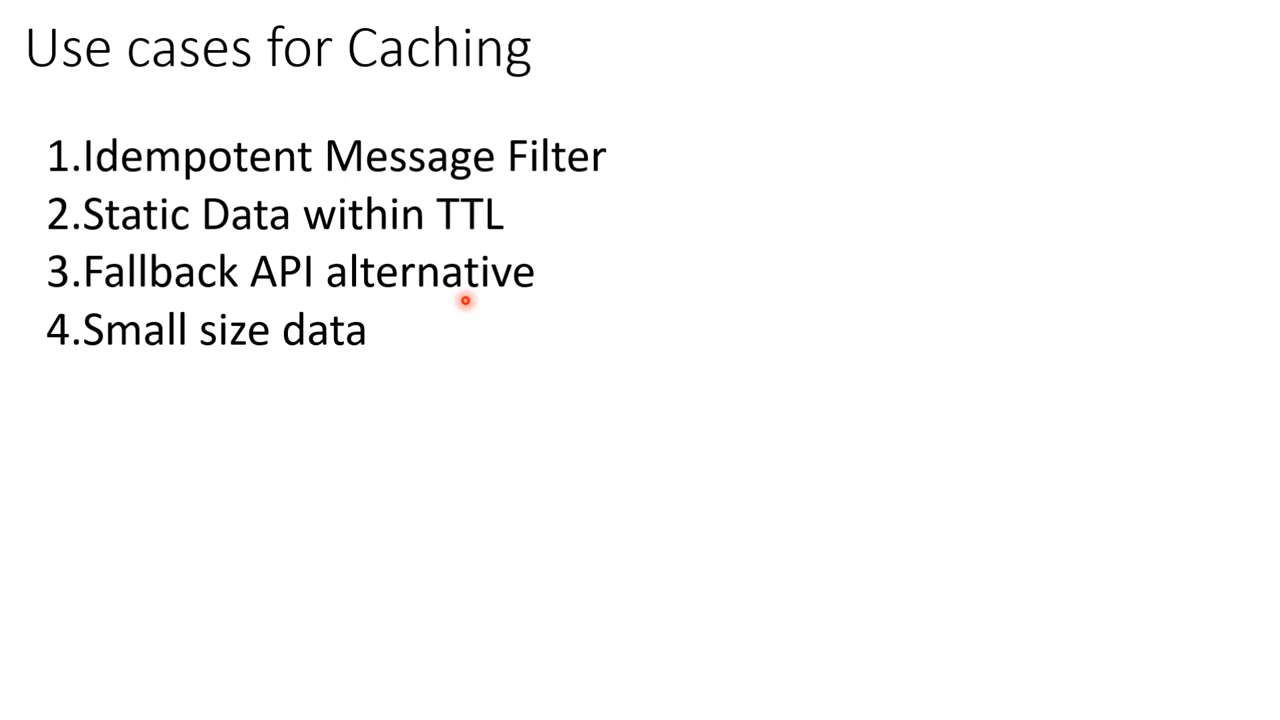 Use cases for Caching
1.Idempotent Message Filter
2.Static Data within TTL
3.Fallback API alternative
4.Small size data